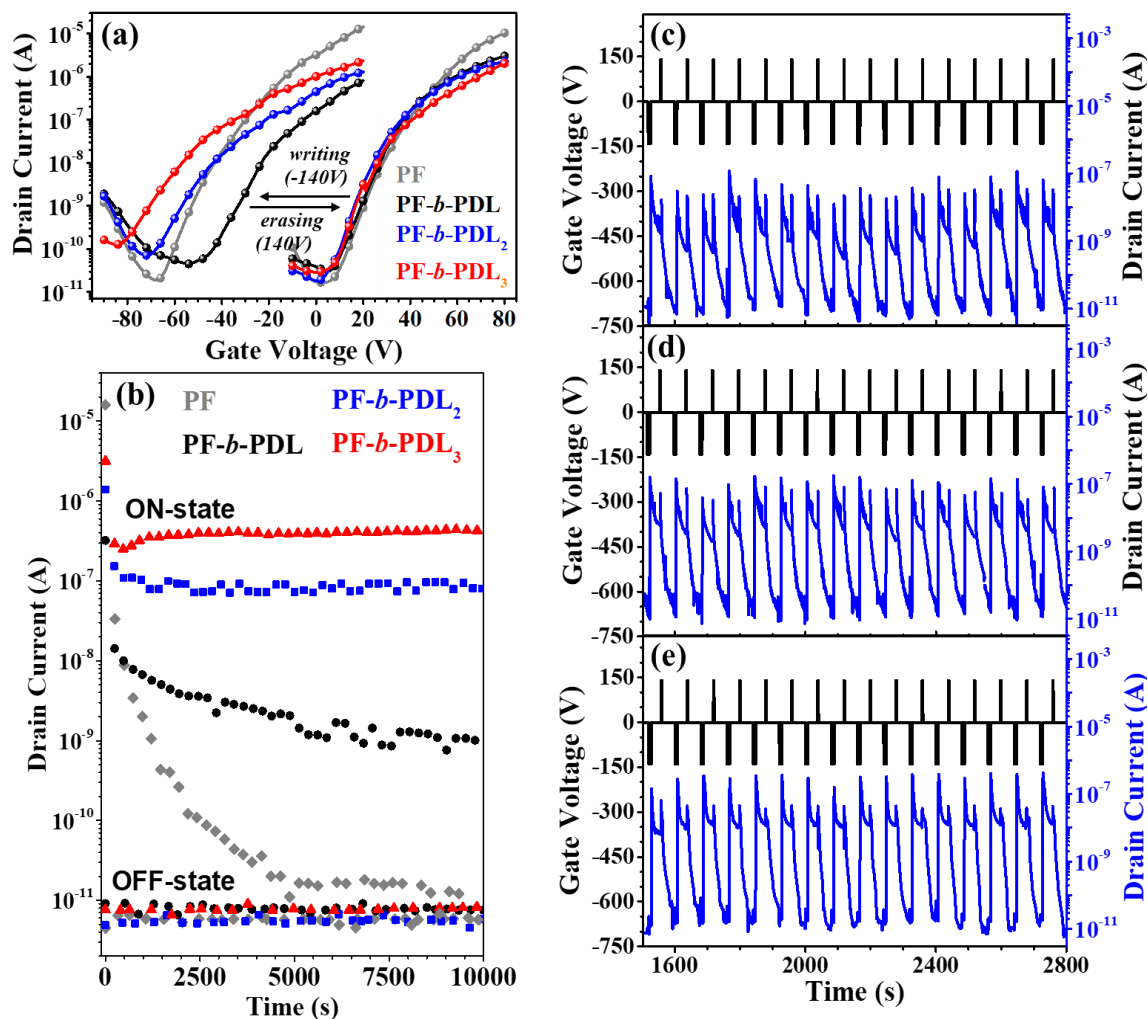 (a)
Drain Current (A)
10⁻⁵
10⁻⁶
10⁻⁷
10⁻⁸
10⁻⁹
10⁻¹⁰
10⁻¹¹
writing
(-140V)
erasing
(140V)
PF
PF-b-PDL
PF-b-PDL₂
PF-b-PDL₃
-80 -60 -40 -20 0 20 40 60 80
Gate Voltage (V)
(b)
PF PF-b-PDL₂
PF-b-PDL PF-b-PDL₃
ON-state
OFF-state
Drain Current (A)
10⁻⁵
10⁻⁶
10⁻⁷
10⁻⁸
10⁻⁹
10⁻¹⁰
10⁻¹¹
0 2500 5000 7500 10000
Time (s)
(c)
Gate Voltage (V)
150
0
-150
-300
-450
-600
-750
10⁻³
10⁻⁵
10⁻⁷
10⁻⁹
10⁻¹¹
Drain Current (A)
(d)
Gate Voltage (V)
150
0
-150
-300
-450
-600
-750
10⁻³
10⁻⁵
10⁻⁷
10⁻⁹
10⁻¹¹
Drain Current (A)
(e)
Gate Voltage (V)
150
0
-150
-300
-450
-600
-750
10⁻³
10⁻⁵
10⁻⁷
10⁻⁹
10⁻¹¹
Drain Current (A)
1600 2000 2400 2800
Time (s)